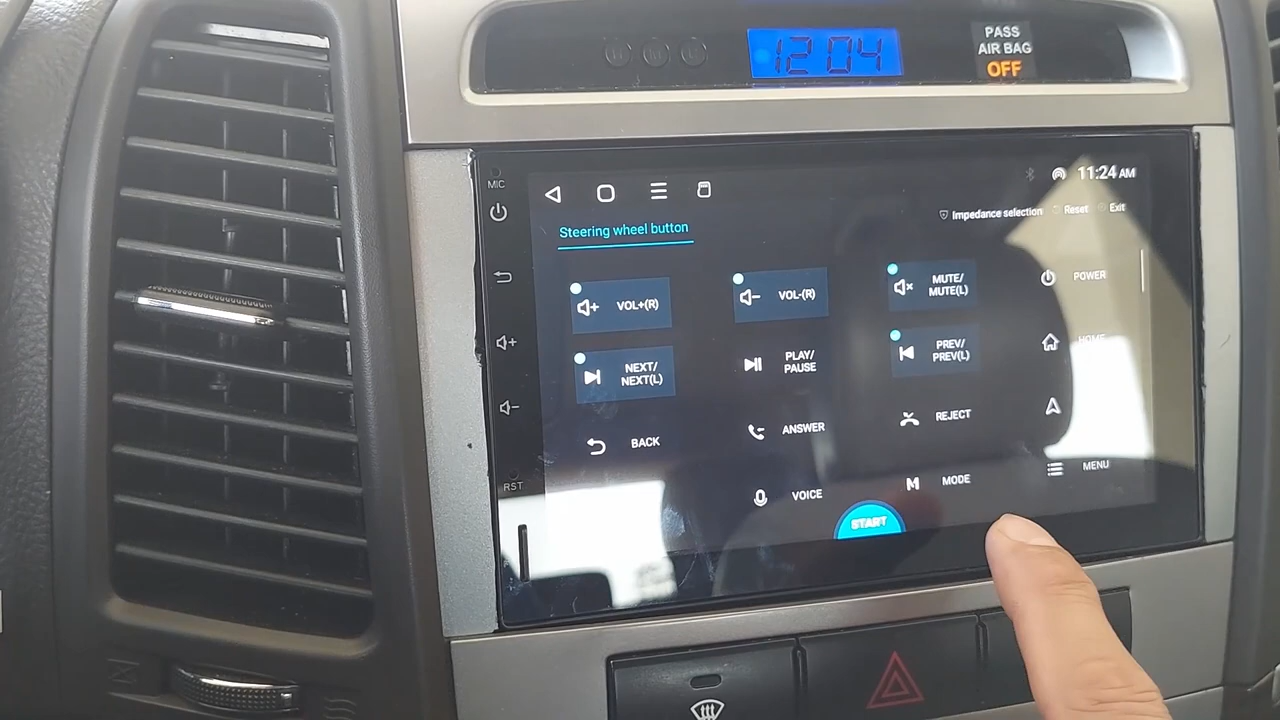 12:04
PASS
AIR BAG
OFF
MIC
11:24 AM
Impedance selection
Reset
Exit
Steering wheel button
VOL+(R)
VOL-(R)
MUTE/
MUTE(L)
POWER
NEXT/
NEXT(L)
PLAY/
PAUSE
PREV/
PREV(L)
HOME
BACK
ANSWER
REJECT
RST
VOICE
M
MODE
MENU
START